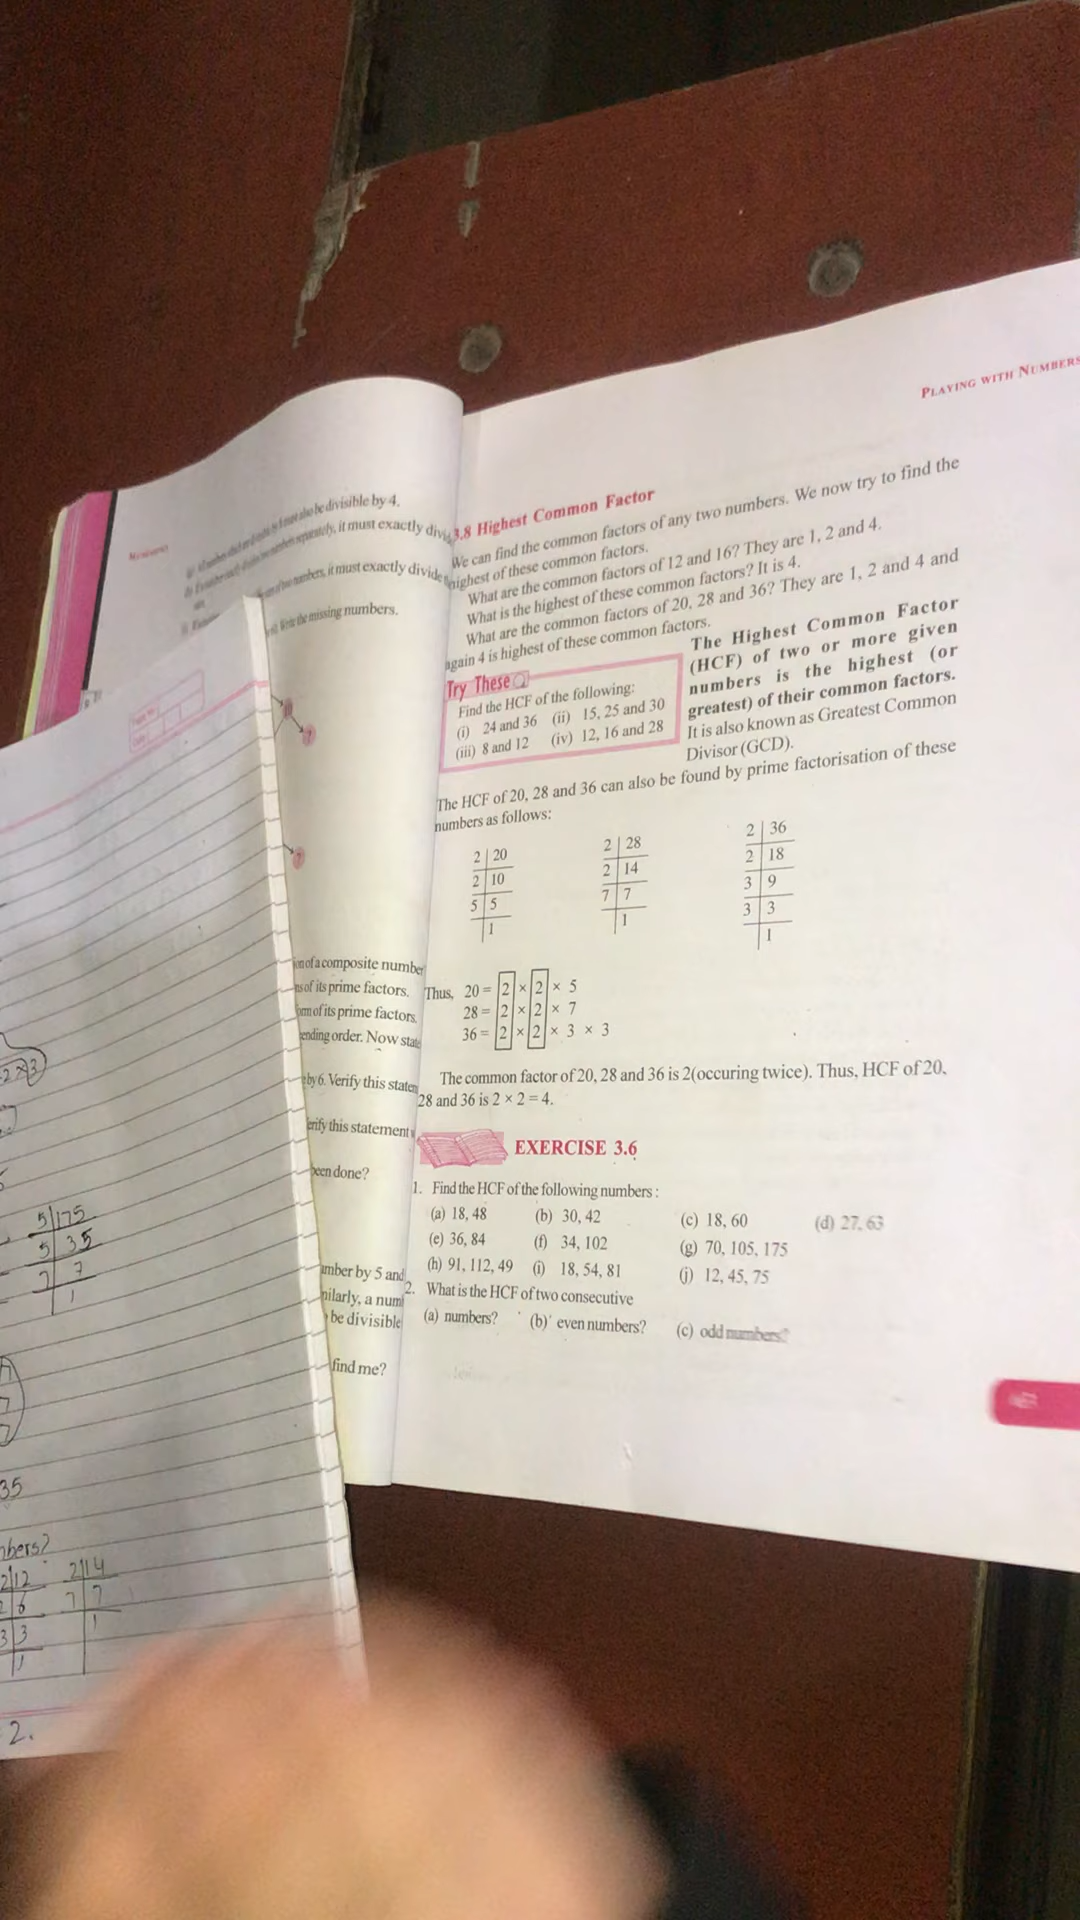 PLAYING WITH NUMBERS
be divisible by 4.
it must exactly
it must exactly divide
the missing numbers.
of a composite number
of its prime factors.
of its prime factors.
ending order. Now state
by 6. Verify this
this statement
been done?
by 5 and
a num
be divisible
find me?
3.8 Highest Common Factor
We can find the common factors of any two numbers. We now try to find the
highest of these common factors.
What are the common factors of 12 and 16? They are 1, 2 and 4.
What is the highest of these common factors? It is 4.
What are the common factors of 20, 28 and 36? They are 1, 2 and 4 and
again 4 is highest of these common factors.
Try These
Find the HCF of the following:
(i) 24 and 36 (ii) 15, 25 and 30
(iii) 8 and 12 (iv) 12, 16 and 28
The Highest Common Factor
(HCF) of two or more given
numbers is the highest (or
greatest) of their common factors.
It is also known as Greatest Common
Divisor (GCD).
The HCF of 20, 28 and 36 can also be found by prime factorisation of these
numbers as follows:
2 20 2 28 2 36
2 10 2 14 2 18
5 5 7 7 3 9
1 1 3 3
1
Thus, 20 = 2 × 2 × 5
28 = 2 × 2 × 7
36 = 2 × 2 × 3 × 3
The common factor of 20, 28 and 36 is 2(occuring twice). Thus, HCF of 20,
28 and 36 is 2 × 2 = 4.
EXERCISE 3.6
1. Find the HCF of the following numbers :
(a) 18, 48 (b) 30, 42 (c) 18, 60 (d) 27, 63
(e) 36, 84 (f) 34, 102 (g) 70, 105, 175
(h) 91, 112, 49 (i) 18, 54, 81 (j) 12, 45, 75
2. What is the HCF of two consecutive
(a) numbers? (b) even numbers? (c) odd numbers?
5 175
5 35
7 7
1
35
2 12 2 14
2 6 7 7
3 3 1
1
2.